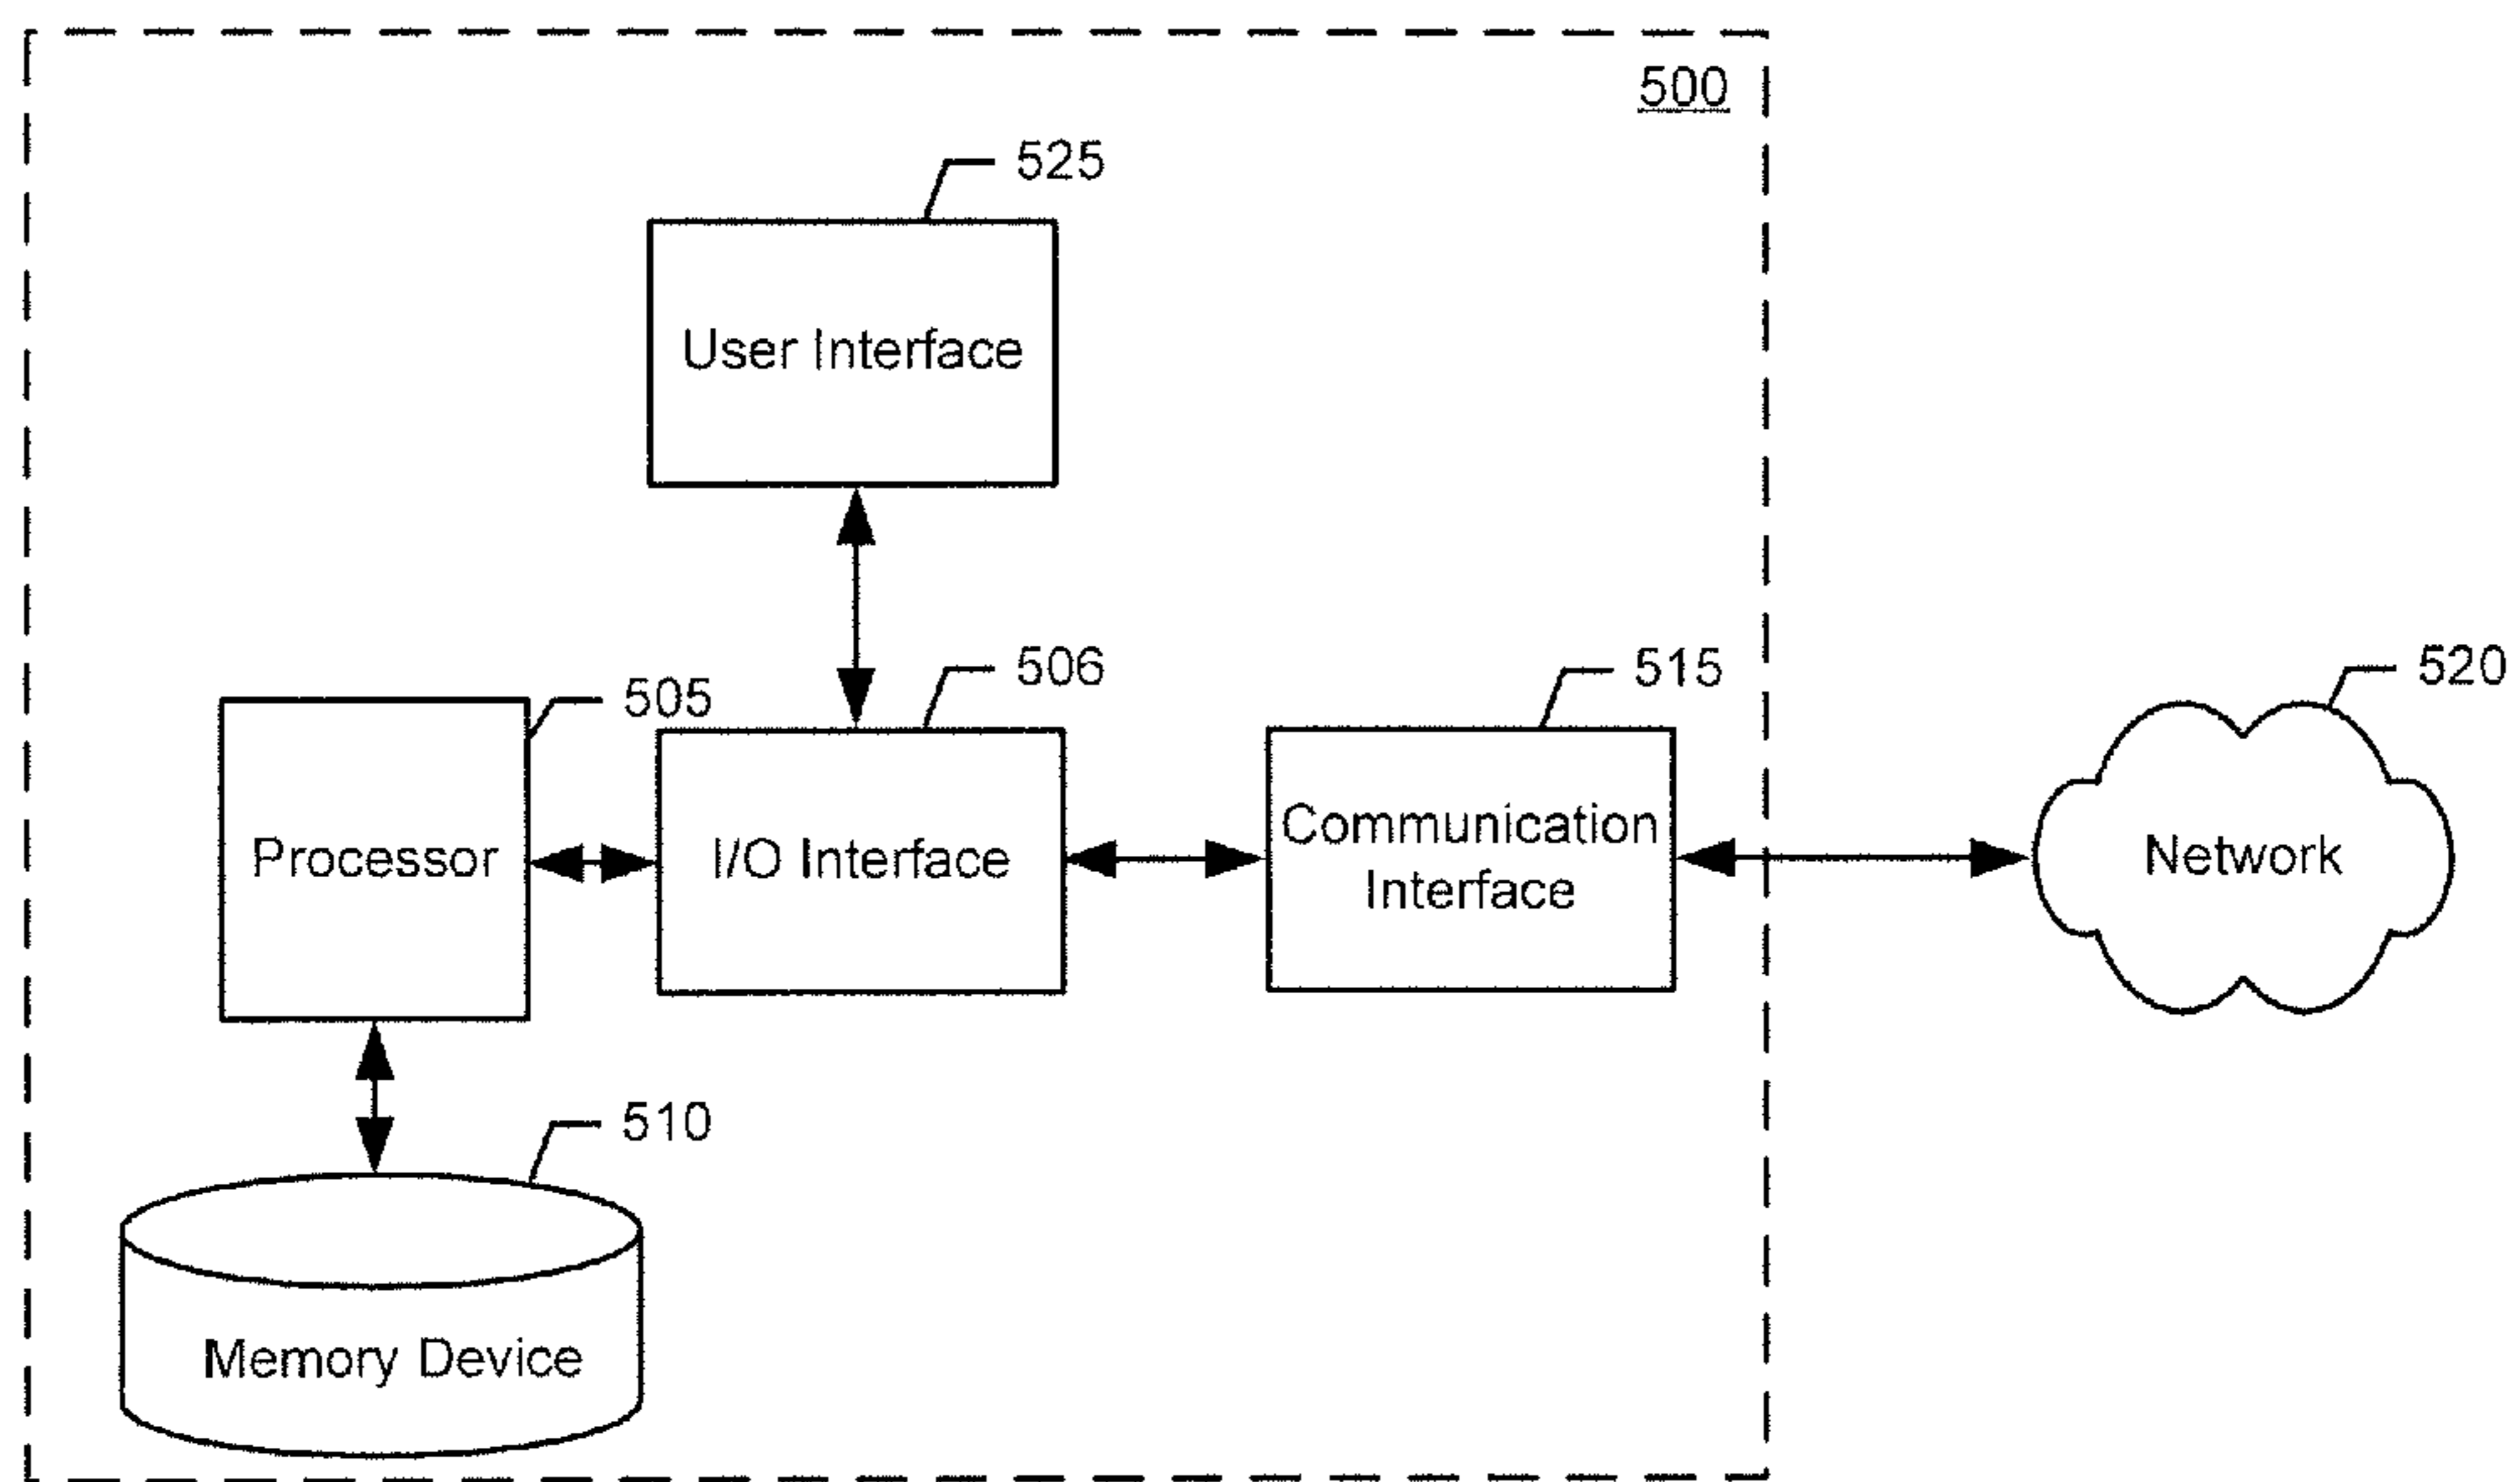 500
525
User Interface
505
506
515
520
Processor
I/O Interface
Communication
Interface
Network
510
Memory Device